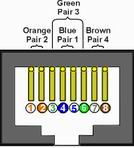 Green
Pair 3
Orange Blue Brown
Pair 2 Pair 1 Pair 4
1 2 3 4 5 6 7 8